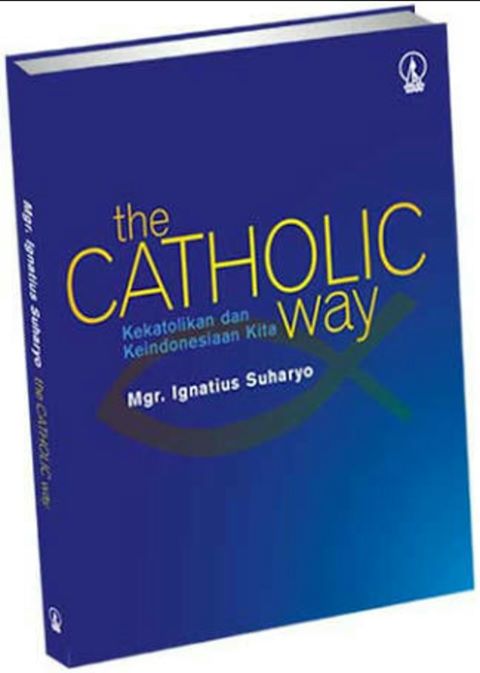 the
CATHOLIC
way
Kekatolikan dan
Keindonesiaan Kita
Mgr. Ignatius Suharyo
Mgr. Ignatius Suharyo the CATHOLIC way